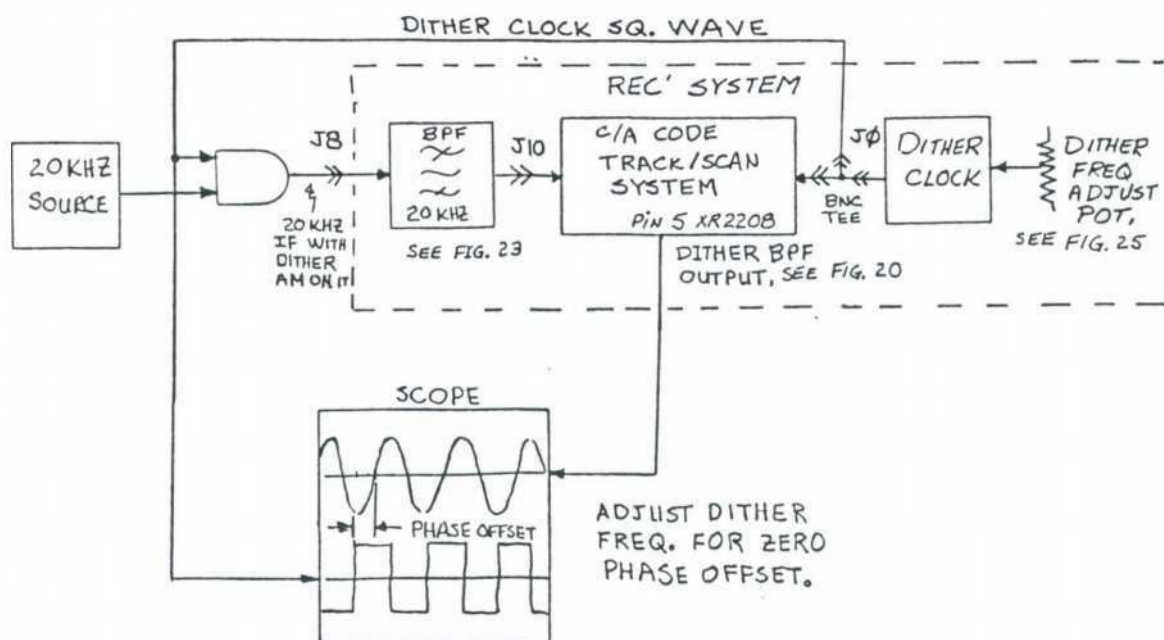 DITHER CLOCK SQ. WAVE
REC' SYSTEM
20 KHZ
SOURCE
J8
20 KHZ
IF WITH
DITHER
AM ON IT
BPF
20 KHZ
SEE FIG. 23
J10
C/A CODE
TRACK/SCAN
SYSTEM
PIN 5 XR2208
DITHER BPF
OUTPUT, SEE FIG. 20
JØ
BNC
TEE
DITHER
CLOCK
DITHER
FREQ
ADJUST
POT,
SEE FIG. 25
SCOPE
PHASE OFFSET
ADJUST DITHER
FREQ. FOR ZERO
PHASE OFFSET.